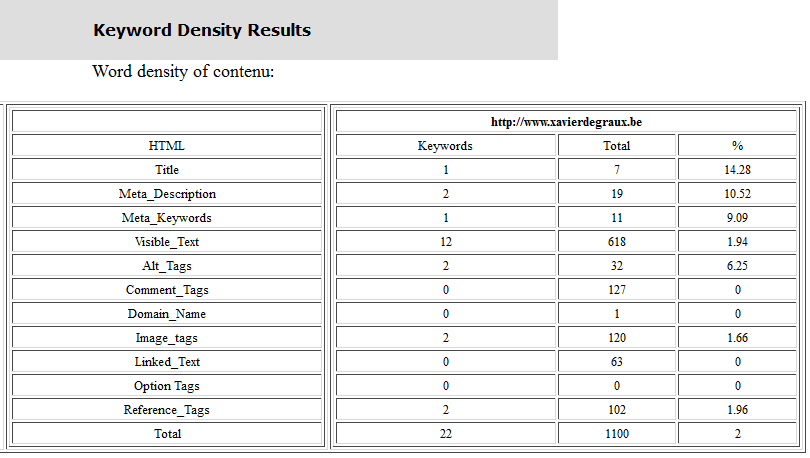 Keyword Density Results
Word density of contenu:
http://www.xavierdegraux.be
HTML Keywords Total %
Title 1 7 14.28
Meta_Description 2 19 10.52
Meta_Keywords 1 11 9.09
Visible_Text 12 618 1.94
Alt_Tags 2 32 6.25
Comment_Tags 0 127 0
Domain_Name 0 1 0
Image_tags 2 120 1.66
Linked_Text 0 63 0
Option Tags 0 0 0
Reference_Tags 2 102 1.96
Total 22 1100 2